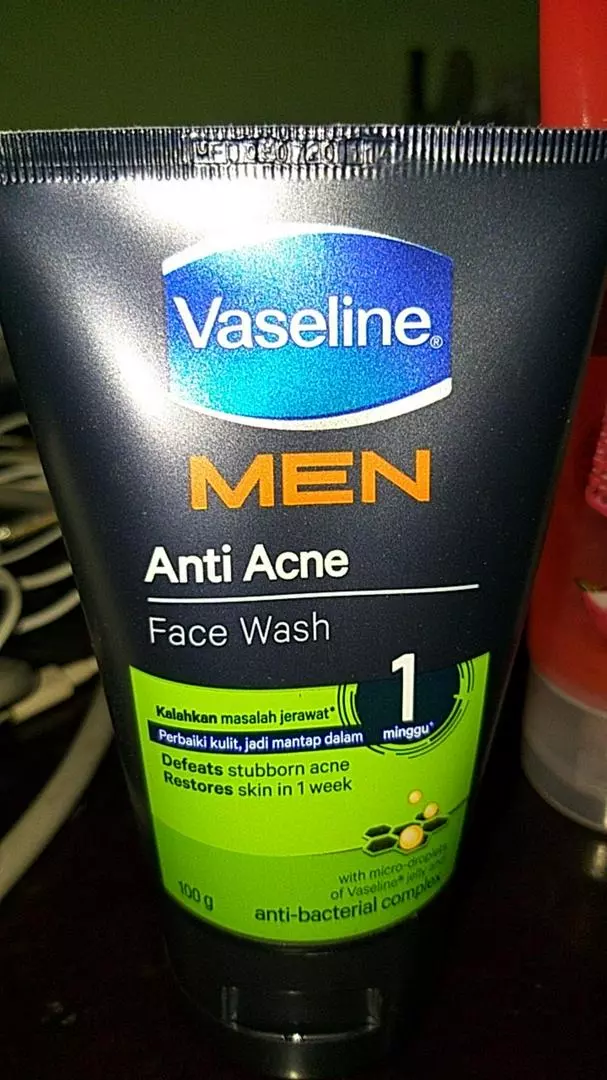 Vaseline®
MEN
Anti Acne
Face Wash
Kalahkan masalah jerawat*
1
Perbaiki kulit, jadi mantap dalam minggu*
Defeats stubborn acne
Restores skin in 1 week
with micro-droplets
of Vaseline® jelly and
anti-bacterial complex
100 g